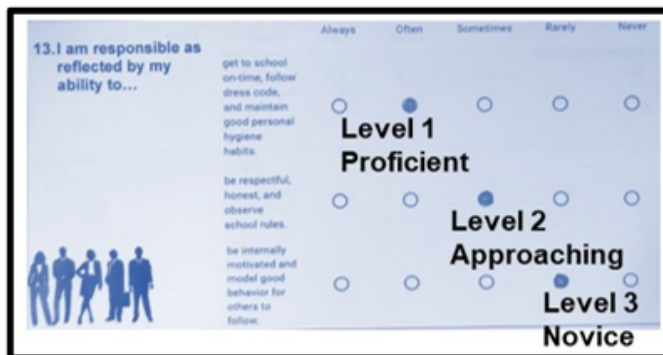 Always Often Sometimes Rarely Never
13. I am responsible as
reflected by my
ability to...
get to school
on-time, follow
dress code,
and maintain
good personal
hygiene
habits.
Level 1
Proficient
be respectful,
honest, and
observe
school rules.
Level 2
Approaching
be internally
motivated and
model good
behavior for
others to
follow.
Level 3
Novice